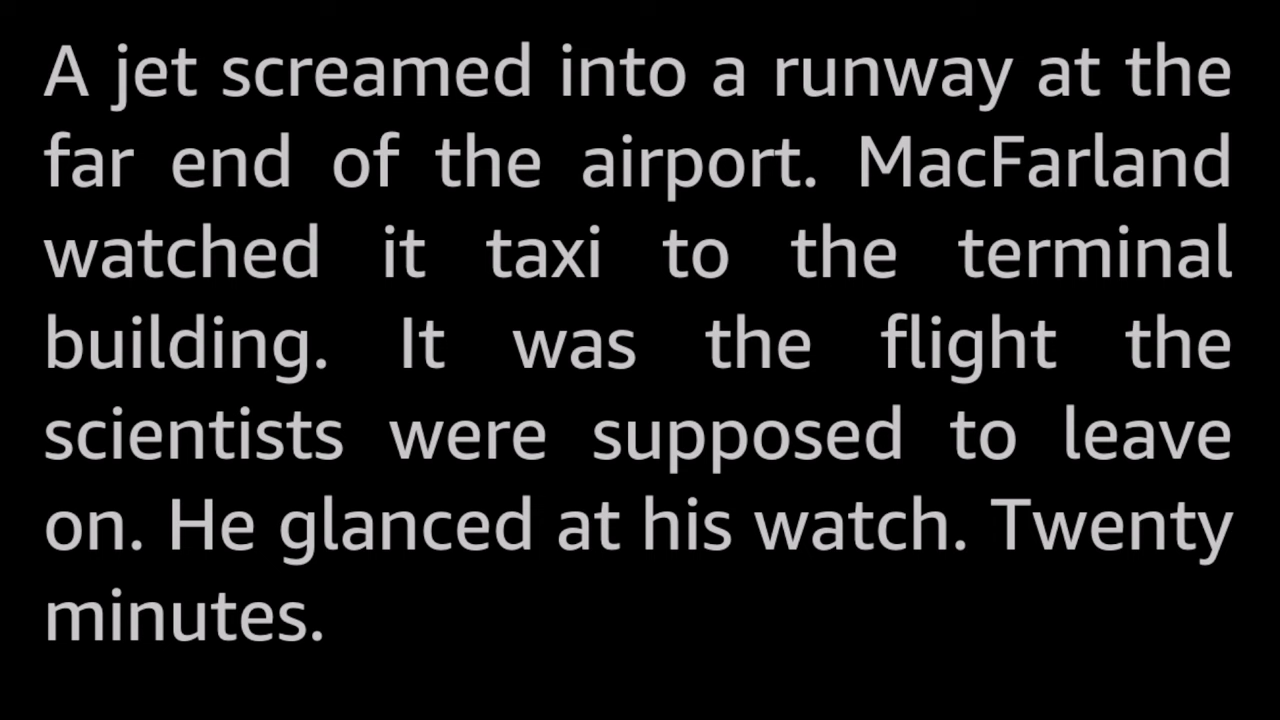 A jet screamed into a runway at the
far end of the airport. MacFarland
watched it taxi to the terminal
building. It was the flight the
scientists were supposed to leave
on. He glanced at his watch. Twenty
minutes.